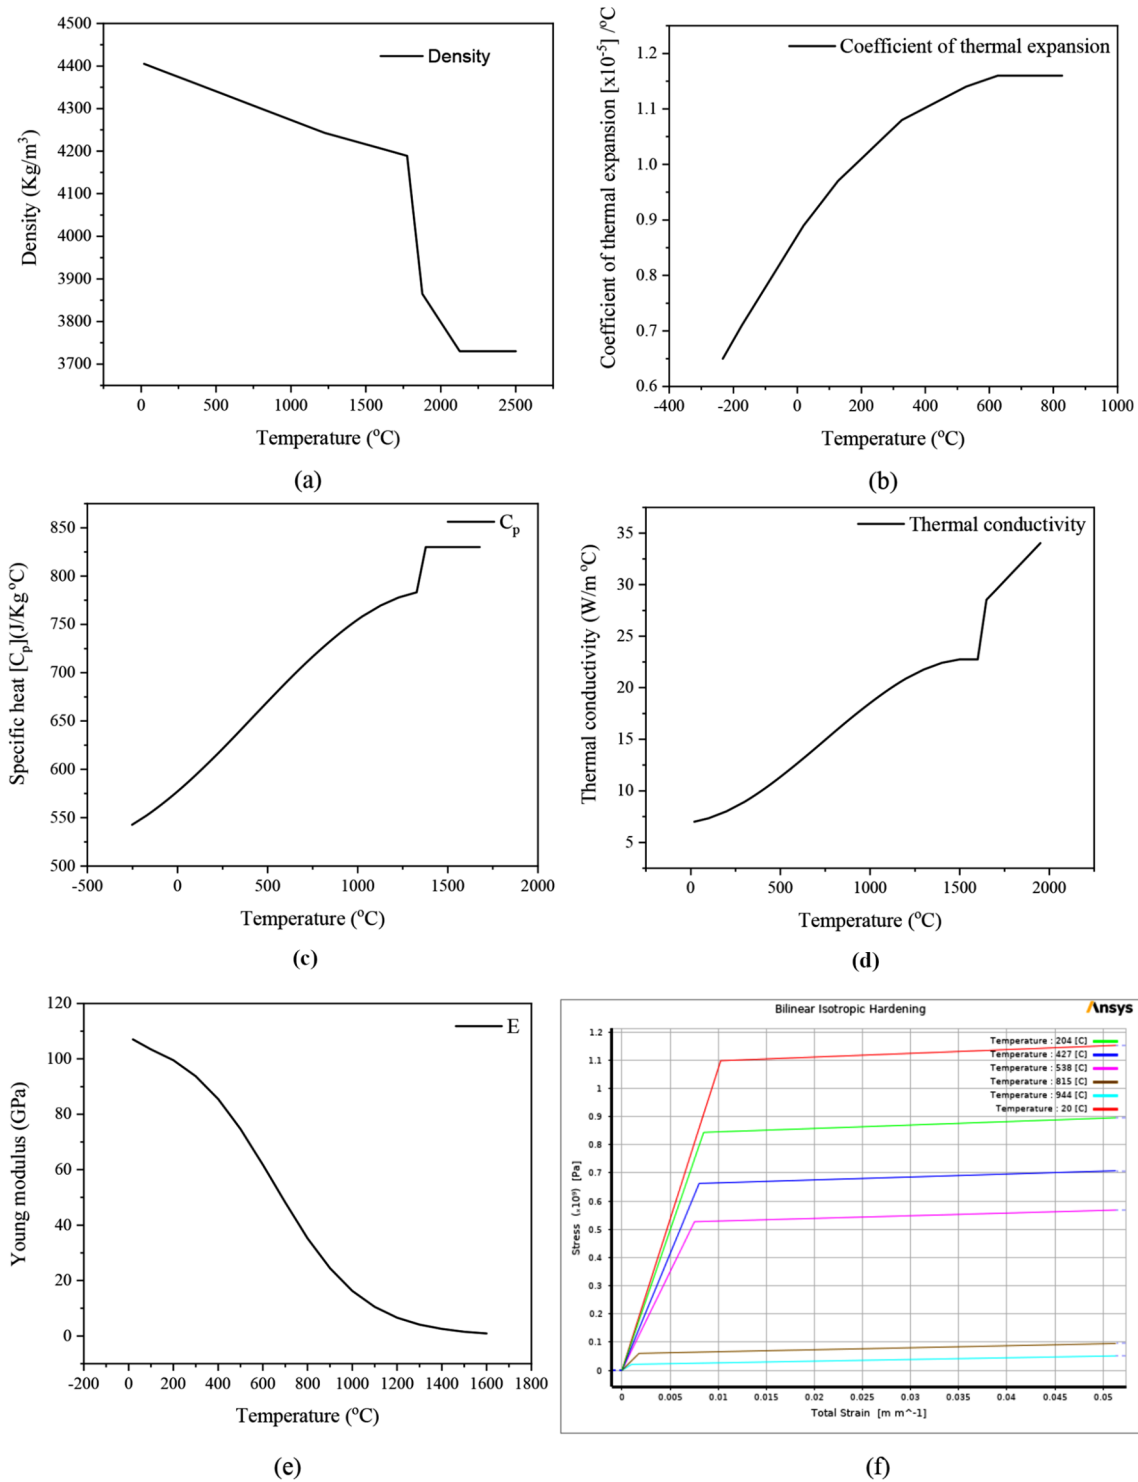 4500
4400
4300
4200
4100
4000
3900
3800
3700
Density (Kg/m³)
Density
0 500 1000 1500 2000 2500
Temperature (°C)
(a)
1.2
1.1
1.0
0.9
0.8
0.7
0.6
Coefficient of thermal expansion [x10⁻⁵] /°C
Coefficient of thermal expansion
-400 -200 0 200 400 600 800 1000
Temperature (°C)
(b)
850
800
750
700
650
600
550
500
Specific heat [Cₚ](J/Kg °C)
Cₚ
-500 0 500 1000 1500 2000
Temperature (°C)
(c)
35
30
25
20
15
10
5
Thermal conductivity (W/m °C)
Thermal conductivity
0 500 1000 1500 2000
Temperature (°C)
(d)
120
100
80
60
40
20
0
Young modulus (GPa)
E
-200 0 200 400 600 800 1000 1200 1400 1600 1800
Temperature (°C)
(e)
Bilinear Isotropic Hardening
Ansys
1.2
1.1
1
0.9
0.8
0.7
0.6
0.5
0.4
0.3
0.2
0.1
0
Stress (.10⁹) [Pa]
Temperature : 204 [C]
Temperature : 427 [C]
Temperature : 538 [C]
Temperature : 815 [C]
Temperature : 944 [C]
Temperature : 20 [C]
0 0.005 0.01 0.015 0.02 0.025 0.03 0.035 0.04 0.045 0.05
Total Strain [m m^-1]
(f)